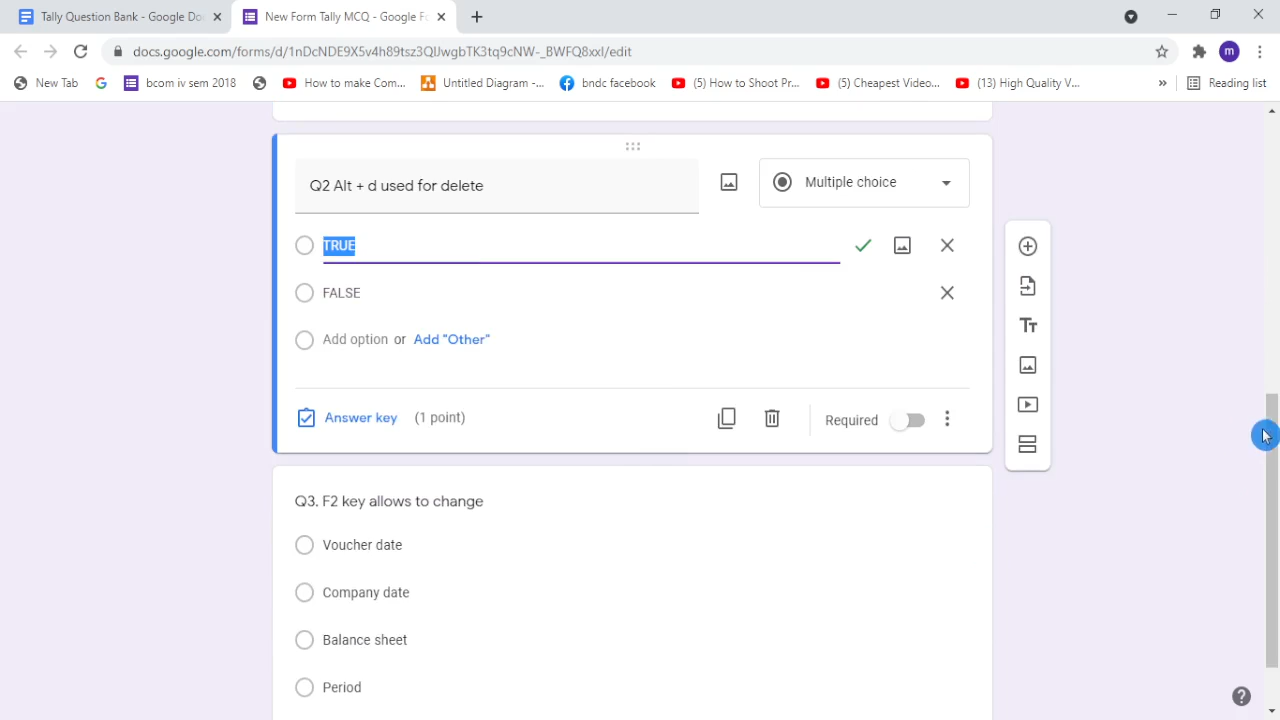 Tally Question Bank - Google Do
New Form Tally MCQ - Google Fo
docs.google.com/forms/d/1nDcNDE9X5v4h89tsz3QlJwgbTK3tq9cNW-_BWFQ8xxI/edit
m
New Tab
bcom iv sem 2018
How to make Com...
Untitled Diagram -...
bndc facebook
(5) How to Shoot Pr...
(5) Cheapest Video...
(13) High Quality V...
»
Reading list
Q2 Alt + d used for delete
Multiple choice
TRUE
FALSE
Add option or Add "Other"
Answer key (1 point)
Required
Q3. F2 key allows to change
Voucher date
Company date
Balance sheet
Period